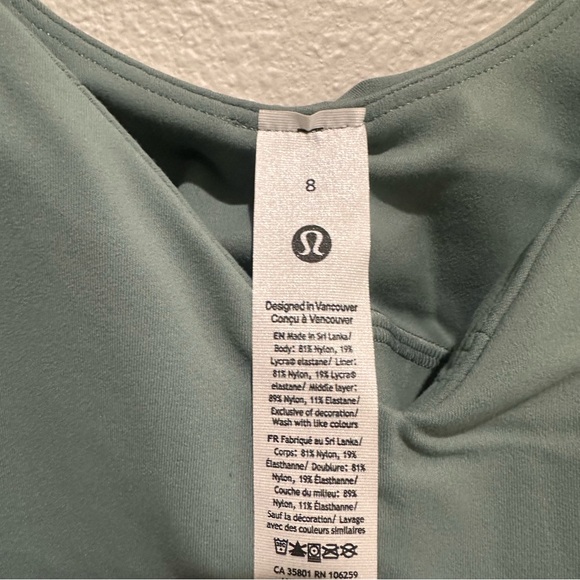 8
Designed in Vancouver
Conçu à Vancouver
EN Made in Sri Lanka/
Body: 81% Nylon, 19%
Lycra® elastane/ Liner:
81% Nylon, 19% Lycra®
elastane/ Middle layer:
89% Nylon, 11% Elastane/
Exclusive of decoration/
Wash with like colours
FR Fabriqué au Sri Lanka/
Corps: 81% Nylon, 19%
Élasthanne/ Doublure: 81%
Nylon, 19% Élasthanne/
Couche du milieu: 89%
Nylon, 11% Élasthanne/
Sauf la décoration/ Lavage
avec des couleurs similaires
CA 35801 RN 106259